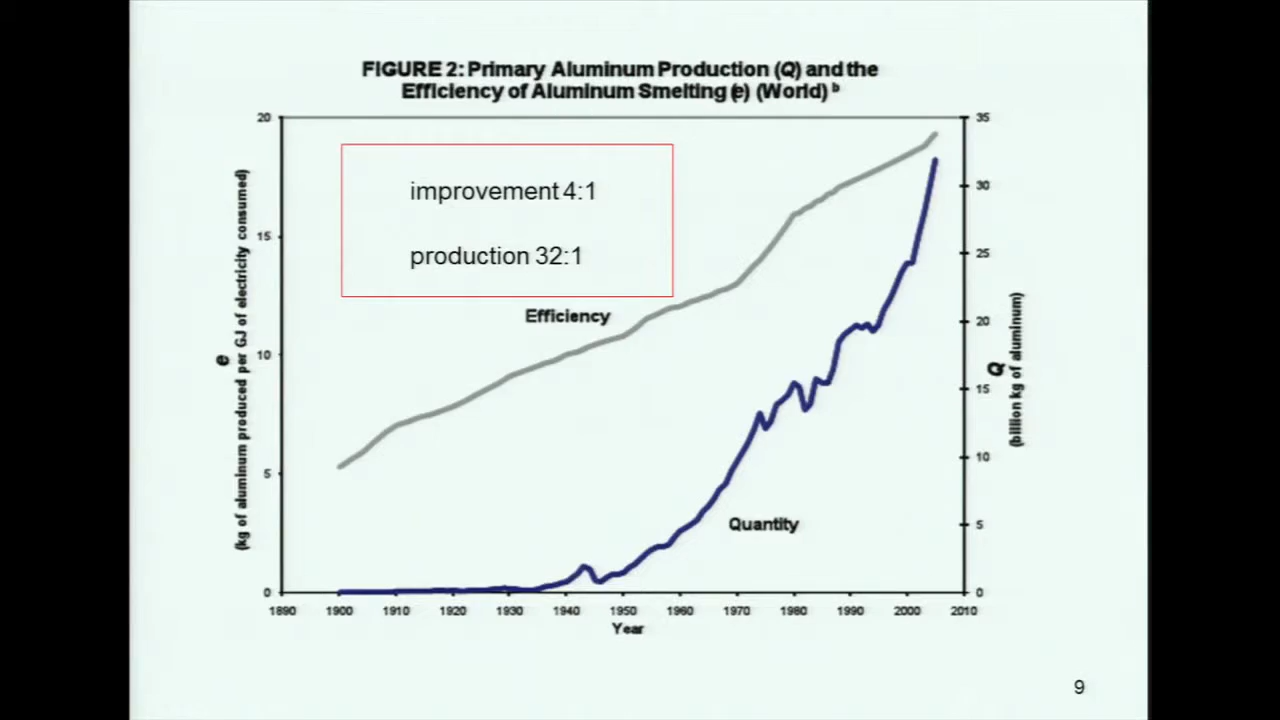 FIGURE 2: Primary Aluminum Production (Q) and the
Efficiency of Aluminum Smelting (e) (World) b
improvement 4:1
production 32:1
Efficiency
Quantity
e
(kg of aluminum produced per GJ of electricity consumed)
20
15
10
5
0
35
30
25
20
15
10
5
0
Q
(billion kg of aluminum)
1890 1900 1910 1920 1930 1940 1950 1960 1970 1980 1990 2000 2010
Year
9